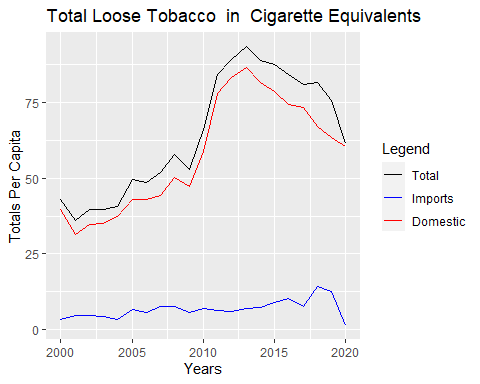 Total Loose Tobacco  in  Cigarette Equivalents
Totals Per Capita
75
50
25
0
2000
2005
2010
2015
2020
Years
Legend
Total
Imports
Domestic